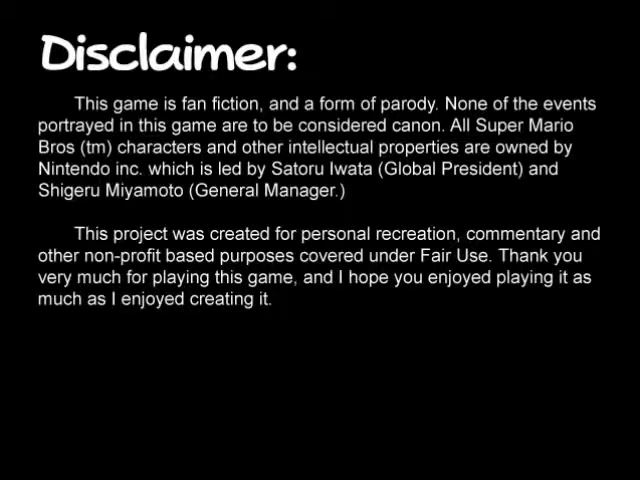 Disclaimer:
This game is fan fiction, and a form of parody. None of the events
portrayed in this game are to be considered canon. All Super Mario
Bros (tm) characters and other intellectual properties are owned by
Nintendo inc. which is led by Satoru Iwata (Global President) and
Shigeru Miyamoto (General Manager.)
This project was created for personal recreation, commentary and
other non-profit based purposes covered under Fair Use. Thank you
very much for playing this game, and I hope you enjoyed playing it as
much as I enjoyed creating it.